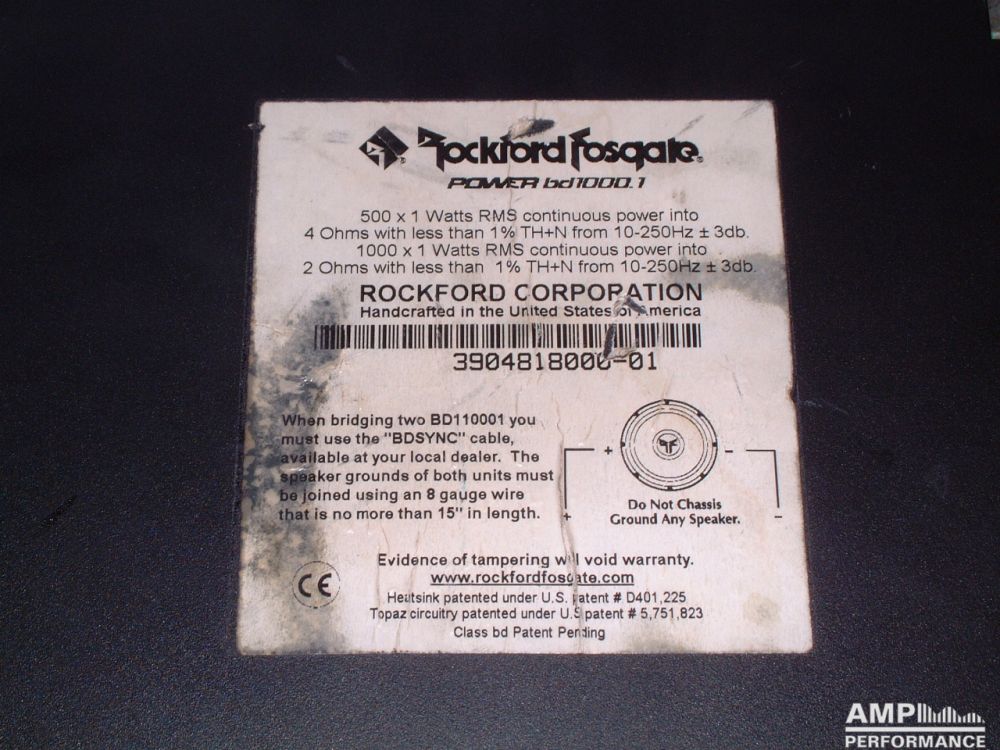 Rockford Fosgate®
POWER bd1000.1
500 x 1 Watts RMS continuous power into
4 Ohms with less than 1% TH+N from 10-250Hz ± 3db.
1000 x 1 Watts RMS continuous power into
2 Ohms with less than 1% TH+N from 10-250Hz ± 3db.
ROCKFORD CORPORATION
Handcrafted in the United States of America
3904818000-01
When bridging two BD110001 you
must use the "BDSYNC" cable,
available at your local dealer. The
speaker grounds of both units must
be joined using an 8 gauge wire
that is no more than 15" in length.
+ −
+ −
Do Not Chassis
Ground Any Speaker.
Evidence of tampering will void warranty.
www.rockfordfosgate.com
CE
Heatsink patented under U.S. patent # D401,225
Topaz circuitry patented under U.S patent # 5,751,823
Class bd Patent Pending
AMP
PERFORMANCE